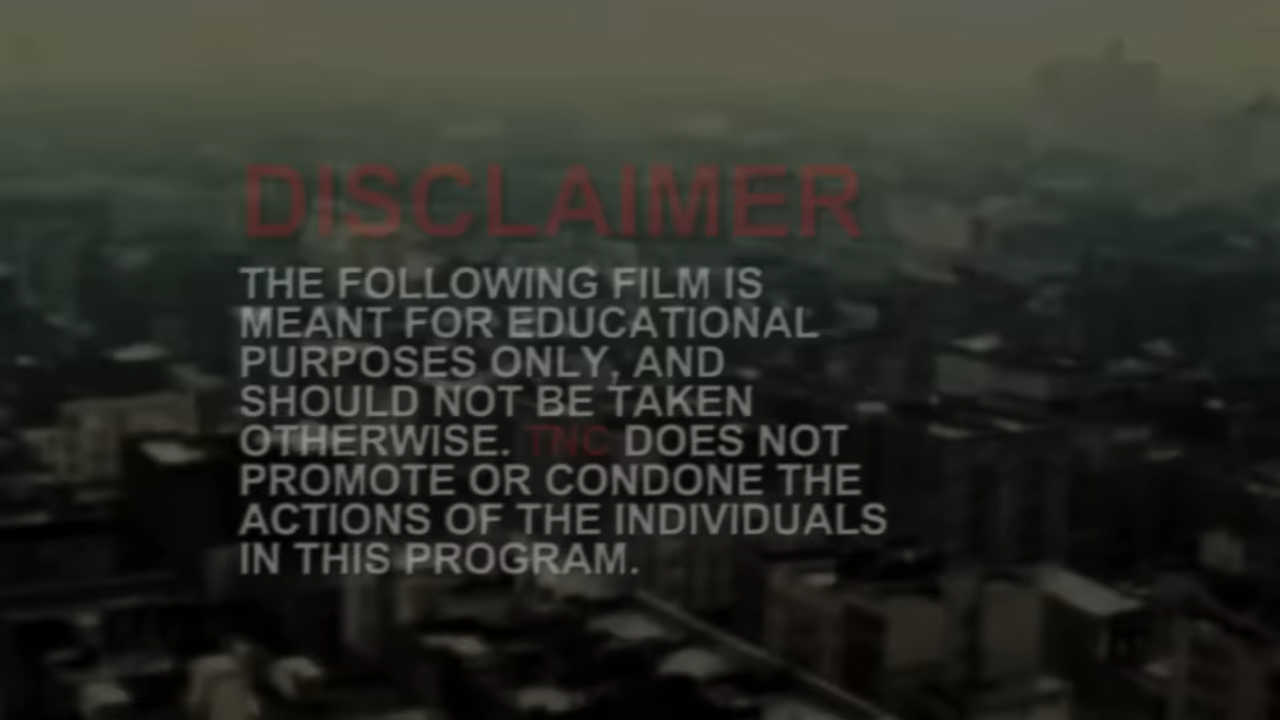 DISCLAIMER
THE FOLLOWING FILM IS
MEANT FOR EDUCATIONAL
PURPOSES ONLY, AND
SHOULD NOT BE TAKEN
OTHERWISE. TNC DOES NOT
PROMOTE OR CONDONE THE
ACTIONS OF THE INDIVIDUALS
IN THIS PROGRAM.